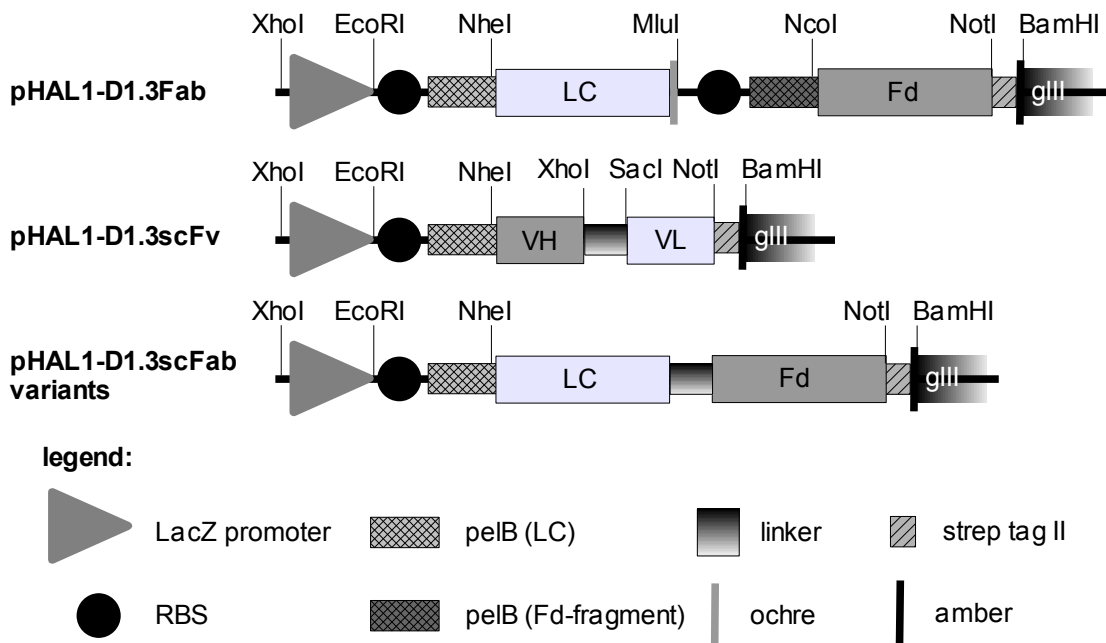 XhoI EcoRI NheI MluI NcoI NotI BamHI
pHAL1-D1.3Fab LC Fd gIII
XhoI EcoRI NheI XhoI SacI NotI BamHI
pHAL1-D1.3scFv VH VL gIII
XhoI EcoRI NheI NotI BamHI
pHAL1-D1.3scFab LC Fd gIII
variants
legend:
LacZ promoter pelB (LC) linker strep tag II
RBS pelB (Fd-fragment) ochre amber